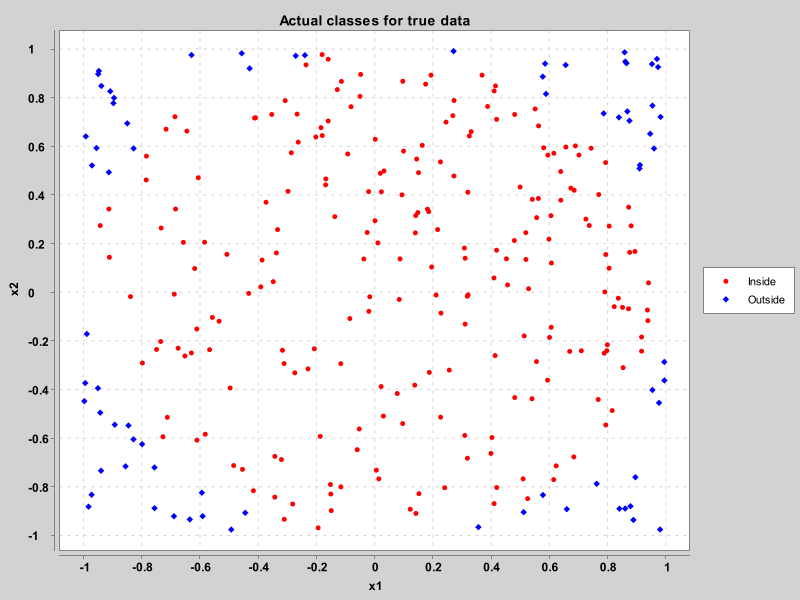 Actual classes for true data
1
0.8
0.6
0.4
0.2
0
-0.2
-0.4
-0.6
-0.8
-1
x2
-1 -0.8 -0.6 -0.4 -0.2 0 0.2 0.4 0.6 0.8 1
x1
Inside
Outside